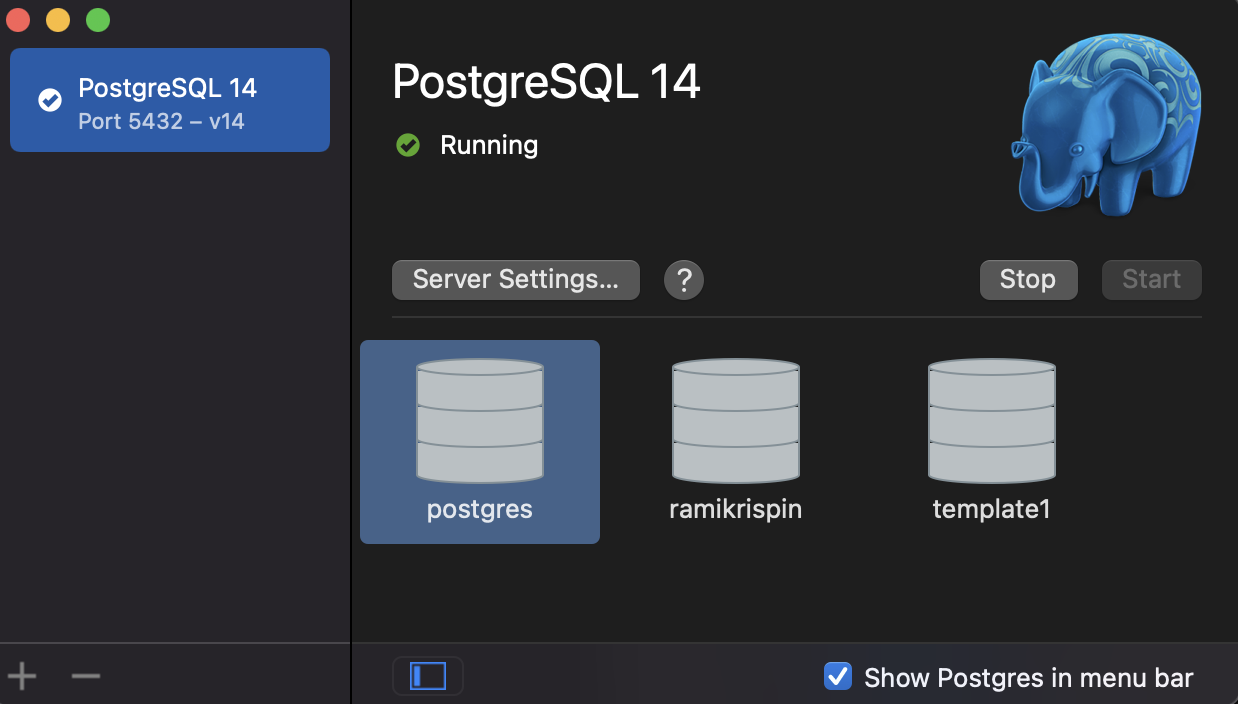 PostgreSQL 14
Port 5432 – v14
PostgreSQL 14
Running
Server Settings...
?
Stop
Start
postgres
ramikrispin
template1
Show Postgres in menu bar